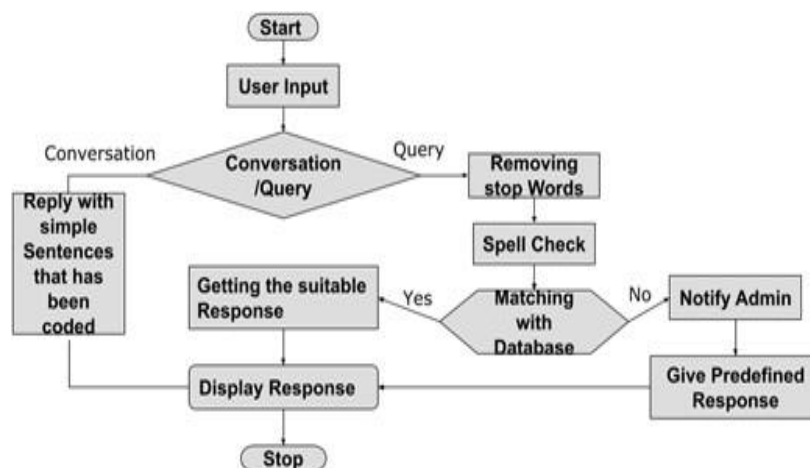 Start
User Input
Conversation
Query
Conversation
/Query
Removing
stop Words
Reply with
simple
Sentences
that has
been
coded
Spell Check
Getting the suitable
Response
Yes
Matching
with
Database
No
Notify Admin
Display Response
Give Predefined
Response
Stop